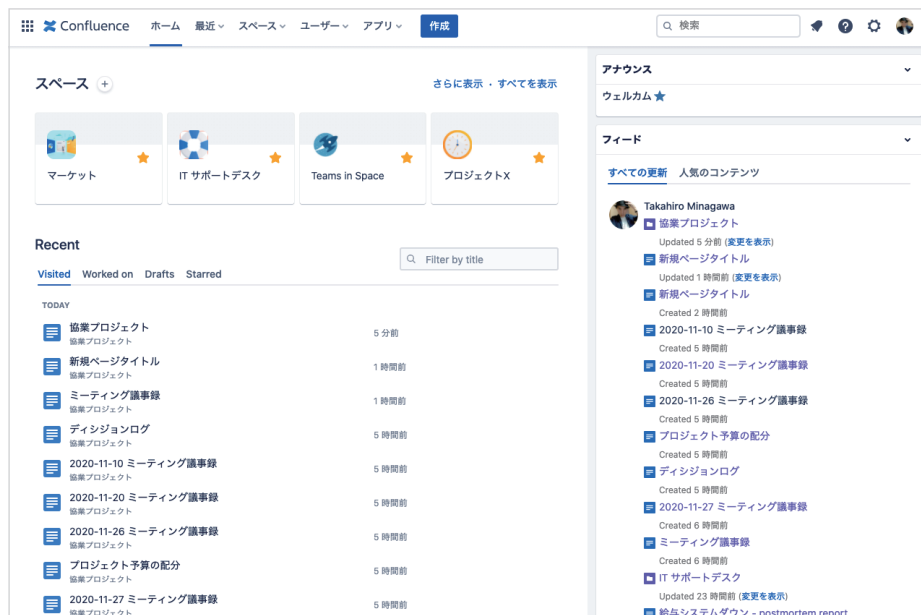 Confluence ホーム 最近 スペース ユーザー アプリ 作成 検索
スペース さらに表示 · すべてを表示
マーケット
IT サポートデスク
Teams in Space
プロジェクトX
Recent
Filter by title
Visited Worked on Drafts Starred
TODAY
協業プロジェクト 5 分前
協業プロジェクト
新規ページタイトル 1 時間前
協業プロジェクト
ミーティング議事録 1 時間前
協業プロジェクト
ディシジョンログ 5 時間前
協業プロジェクト
2020-11-10 ミーティング議事録 5 時間前
協業プロジェクト
2020-11-20 ミーティング議事録 5 時間前
協業プロジェクト
2020-11-26 ミーティング議事録 5 時間前
協業プロジェクト
プロジェクト予算の配分 5 時間前
協業プロジェクト
2020-11-27 ミーティング議事録 5 時間前
協業プロジェクト
アナウンス
ウェルカム
フィード
すべての更新 人気のコンテンツ
Takahiro Minagawa
協業プロジェクト
Updated 5 分前 (変更を表示)
新規ページタイトル
Updated 1 時間前 (変更を表示)
新規ページタイトル
Created 2 時間前
2020-11-10 ミーティング議事録
Created 5 時間前
2020-11-20 ミーティング議事録
Created 5 時間前
2020-11-26 ミーティング議事録
Created 5 時間前
プロジェクト予算の配分
Created 5 時間前
ディシジョンログ
Created 5 時間前
2020-11-27 ミーティング議事録
Created 6 時間前
ミーティング議事録
Created 6 時間前
IT サポートデスク
Updated 23 時間前 (変更を表示)
給与システムダウン - postmortem report